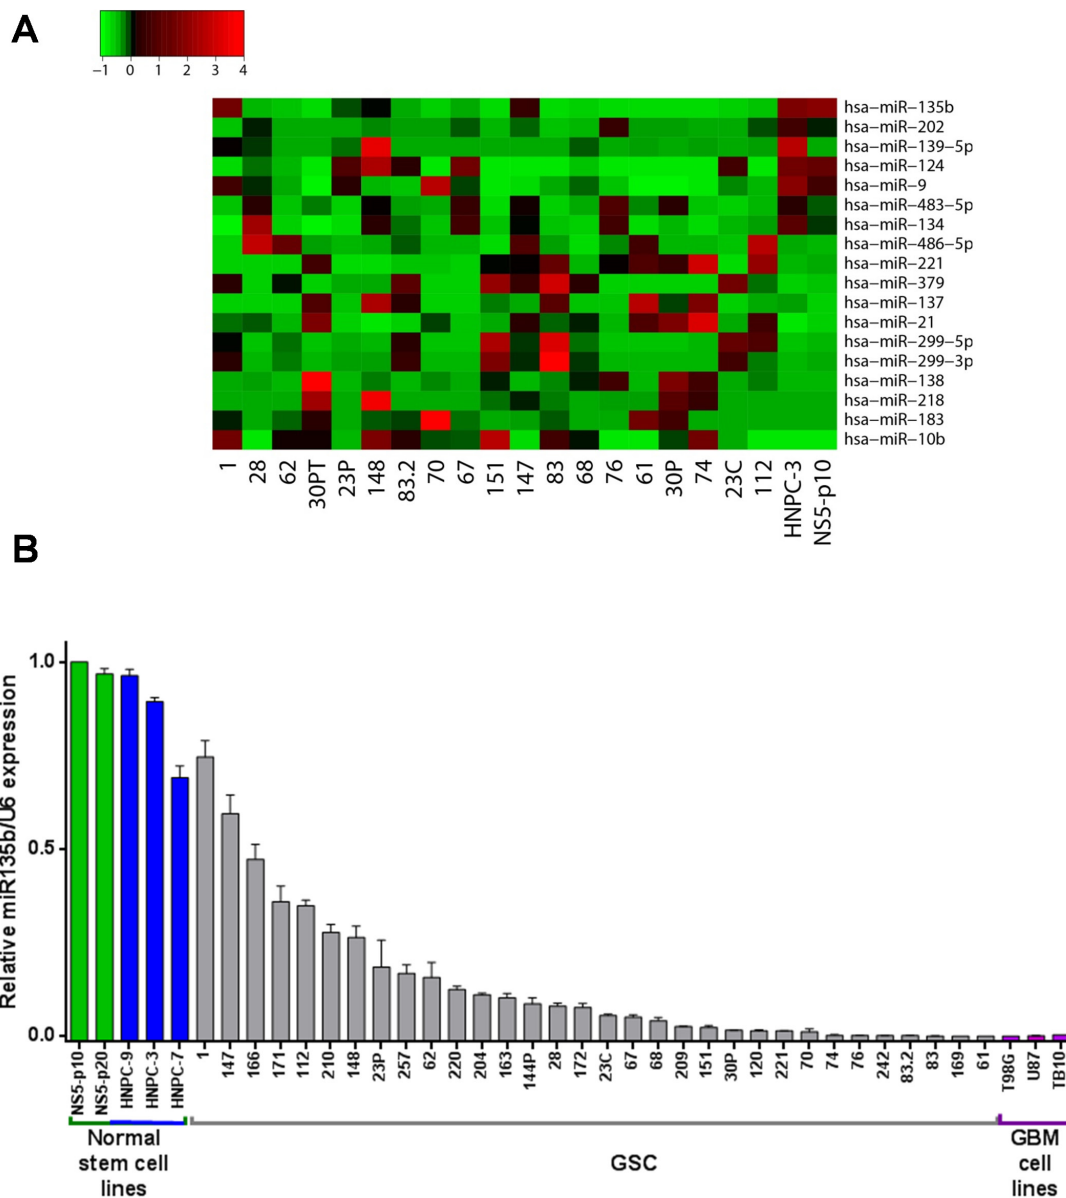 A
−1 0 1 2 3 4
hsa−miR−135b
hsa−miR−202
hsa−miR−139−5p
hsa−miR−124
hsa−miR−9
hsa−miR−483−5p
hsa−miR−134
hsa−miR−486−5p
hsa−miR−221
hsa−miR−379
hsa−miR−137
hsa−miR−21
hsa−miR−299−5p
hsa−miR−299−3p
hsa−miR−138
hsa−miR−218
hsa−miR−183
hsa−miR−10b
1 28 62 30PT 23P 148 83.2 70 67 151 147 83 68 76 61 30P 74 23C 112 HNPC-3 NS5-p10
B
Relative miR135b/U6 expression
1.0
0.5
0.0
NS5-p10 NS5-p20 HNPC-9 HNPC-3 HNPC-7 1 147 166 171 112 210 148 23P 257 62 220 204 163 144P 28 172 23C 67 68 209 151 30P 120 221 70 74 76 242 83.2 83 169 61 T98G U87 TB10
Normal
stem cell
lines
GSC
GBM
cell
lines